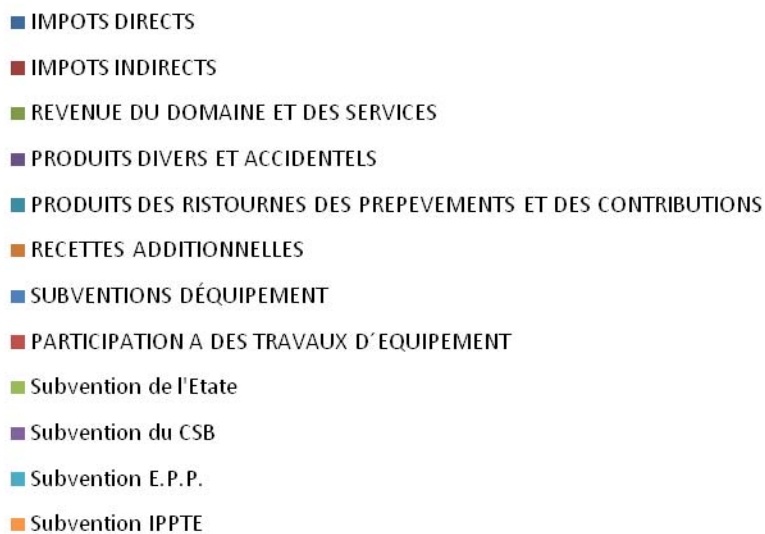 IMPOTS DIRECTS
IMPOTS INDIRECTS
REVENUE DU DOMAINE ET DES SERVICES
PRODUITS DIVERS ET ACCIDENTELS
PRODUITS DES RISTOURNES DES PREPEVEMENTS ET DES CONTRIBUTIONS
RECETTES ADDITIONNELLES
SUBVENTIONS DÉQUIPEMENT
PARTICIPATION A DES TRAVAUX D´EQUIPEMENT
Subvention de l'Etate
Subvention du CSB
Subvention E.P.P.
Subvention IPPTE